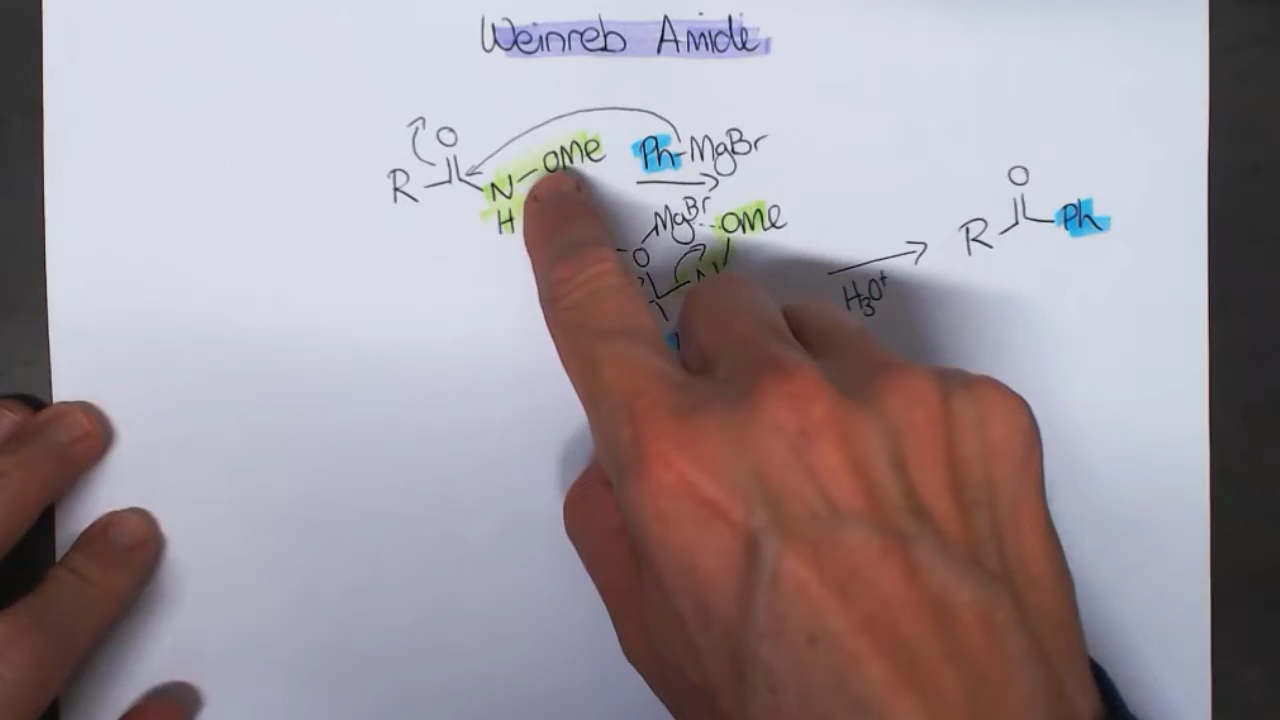 Weinreb Amide
O
R N OMe Ph-MgBr
H
MgBr OMe
O N
H₃O⁺
O
R Ph